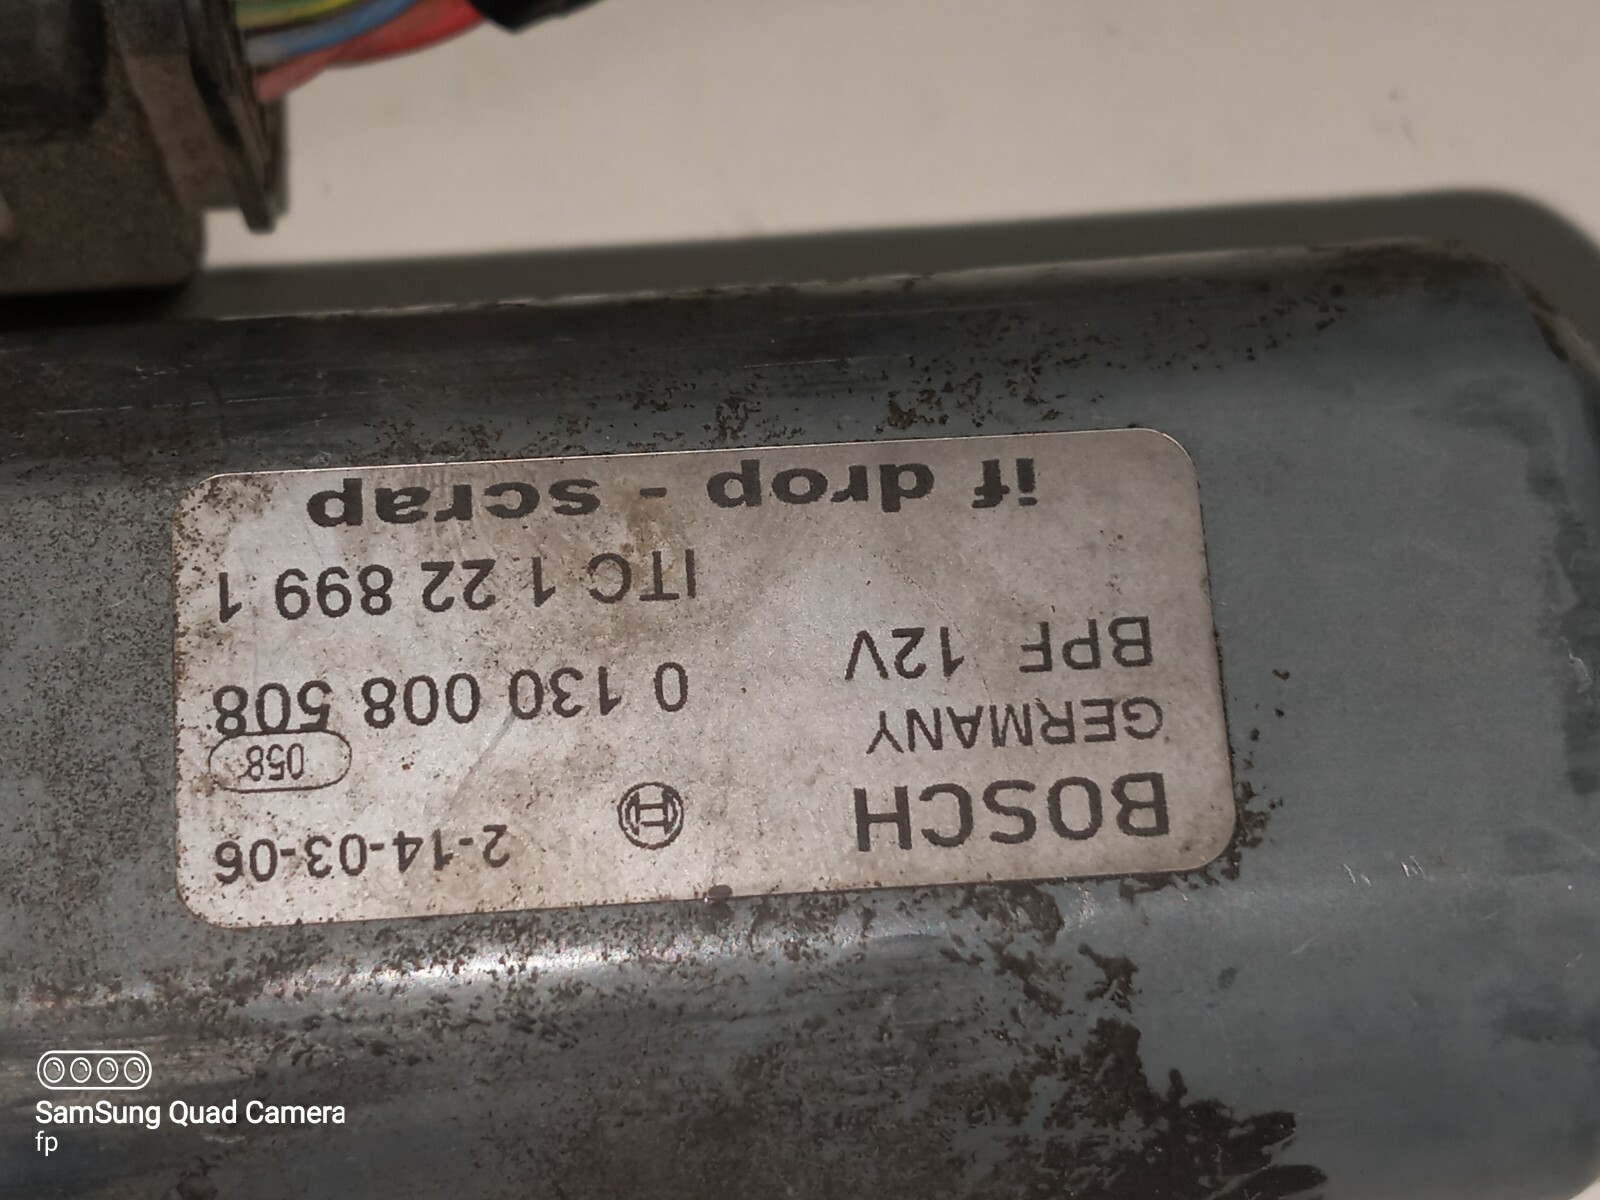 BOSCH
2-14-03-06
058
GERMANY
0 130 008 508
BPF 12V
ITC 1 22 899 1
if drop - scrap
SamSung Quad Camera
fp